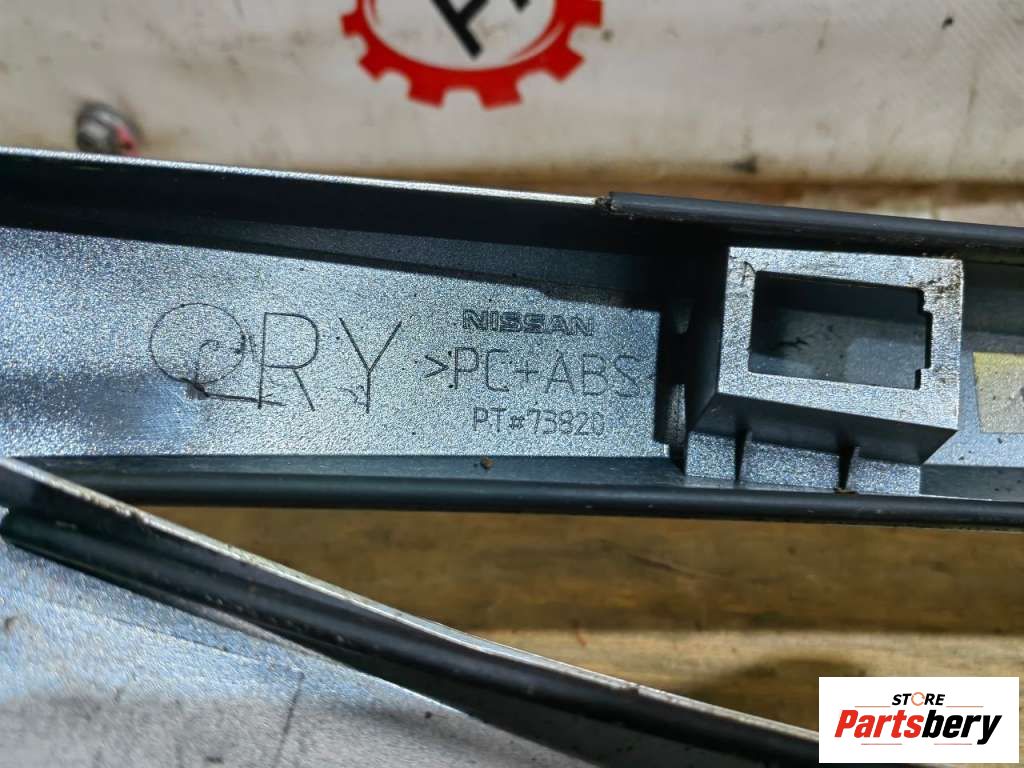 NISSAN
QRY >PC+ABS
PT#73820
STORE
Partsbery